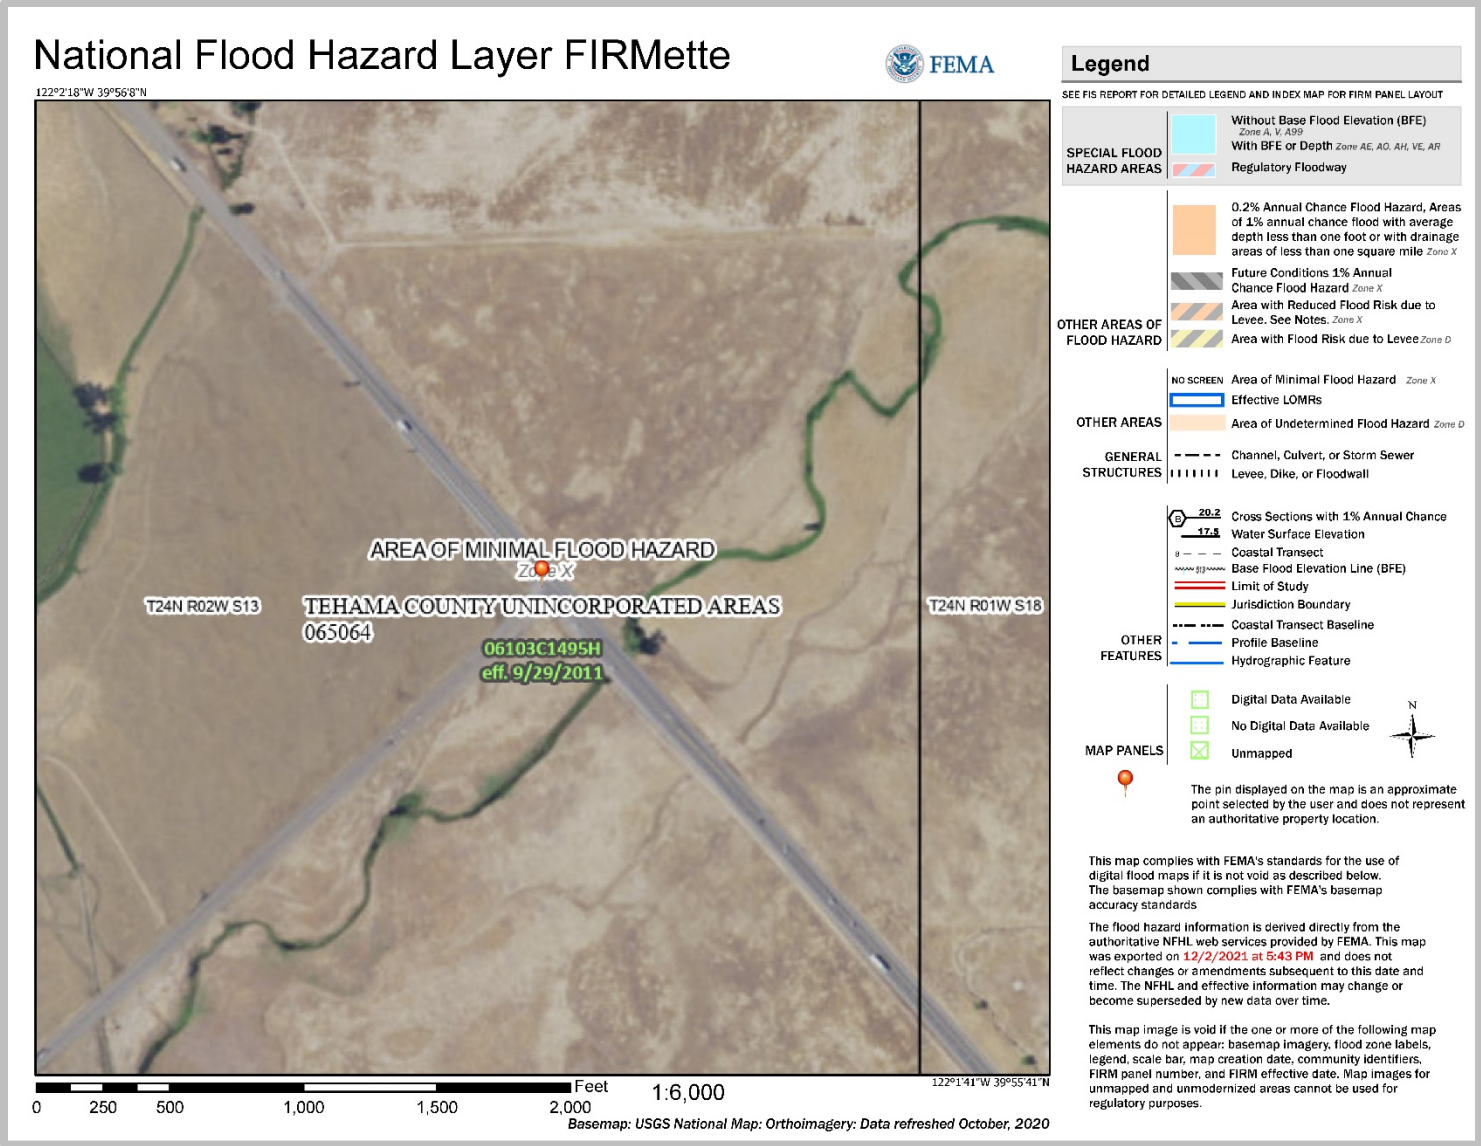 National Flood Hazard Layer FIRMette
FEMA
122°2'18"W 39°56'8"N
AREA OF MINIMAL FLOOD HAZARD
Zone X
T24N R02W S13
TEHAMA COUNTY UNINCORPORATED AREAS
065064
T24N R01W S18
06103C1495H
eff. 9/29/2011
122°1'41"W 39°55'41"N
Feet
1:6,000
0
250
500
1,000
1,500
2,000
Basemap: USGS National Map: Orthoimagery: Data refreshed October, 2020
Legend
SEE FIS REPORT FOR DETAILED LEGEND AND INDEX MAP FOR FIRM PANEL LAYOUT
SPECIAL FLOOD
HAZARD AREAS
Without Base Flood Elevation (BFE)
Zone A, V, A99
With BFE or Depth Zone AE, AO, AH, VE, AR
Regulatory Floodway
OTHER AREAS OF
FLOOD HAZARD
0.2% Annual Chance Flood Hazard, Areas
of 1% annual chance flood with average
depth less than one foot or with drainage
areas of less than one square mile Zone X
Future Conditions 1% Annual
Chance Flood Hazard Zone X
Area with Reduced Flood Risk due to
Levee. See Notes. Zone X
Area with Flood Risk due to Levee Zone D
OTHER AREAS
NO SCREEN Area of Minimal Flood Hazard Zone X
Effective LOMRs
Area of Undetermined Flood Hazard Zone D
GENERAL
STRUCTURES
Channel, Culvert, or Storm Sewer
Levee, Dike, or Floodwall
OTHER
FEATURES
B 20.2 Cross Sections with 1% Annual Chance
17.5 Water Surface Elevation
8 Coastal Transect
513 Base Flood Elevation Line (BFE)
Limit of Study
Jurisdiction Boundary
Coastal Transect Baseline
Profile Baseline
Hydrographic Feature
MAP PANELS
Digital Data Available
No Digital Data Available
Unmapped
N
The pin displayed on the map is an approximate
point selected by the user and does not represent
an authoritative property location.
This map complies with FEMA's standards for the use of
digital flood maps if it is not void as described below.
The basemap shown complies with FEMA's basemap
accuracy standards
The flood hazard information is derived directly from the
authoritative NFHL web services provided by FEMA. This map
was exported on 12/2/2021 at 5:43 PM and does not
reflect changes or amendments subsequent to this date and
time. The NFHL and effective information may change or
become superseded by new data over time.
This map image is void if the one or more of the following map
elements do not appear: basemap imagery, flood zone labels,
legend, scale bar, map creation date, community identifiers,
FIRM panel number, and FIRM effective date. Map images for
unmapped and unmodernized areas cannot be used for
regulatory purposes.